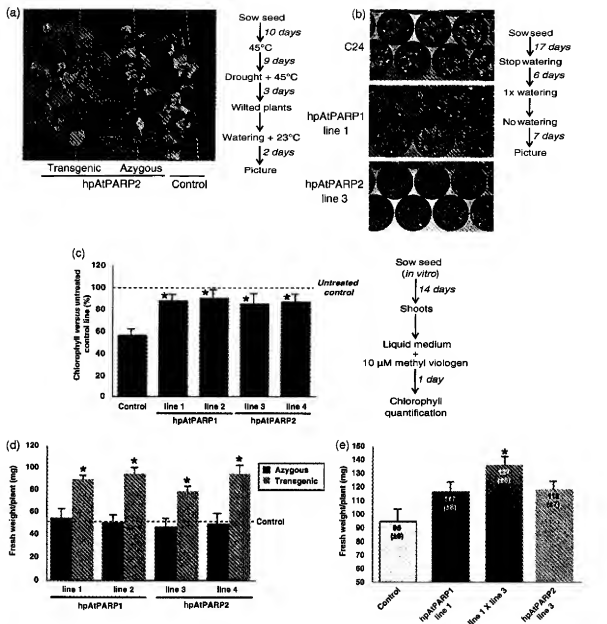 (a)
Sow seed
10 days
45°C
9 days
Drought + 45°C
3 days
Wilted plants
Watering + 23°C
2 days
Picture
Transgenic Azygous
hpAtPARP2 Control
(b)
C24
hpAtPARP1
line 1
hpAtPARP2
line 3
Sow seed
17 days
Stop watering
6 days
1x watering
No watering
7 days
Picture
(c)
Chlorophyll versus untreated
control line (%)
120
100
80
60
40
20
0
Untreated
control
* * * *
Control line 1 line 2 line 3 line 4
hpAtPARP1 hpAtPARP2
Sow seed
(in vitro)
14 days
Shoots
Liquid medium
+
10 µM methyl viologen
1 day
Chlorophyll
quantification
(d)
Fresh weight/plant (mg)
120
100
80
60
40
20
0
* * * *
Azygous
Transgenic
Control
line 1 line 2 line 3 line 4
hpAtPARP1 hpAtPARP2
(e)
Fresh weight/plant (mg)
150
140
130
120
110
100
90
80
70
60
50
*
Control
hpAtPARP1
line 1
line 1 X line 3
hpAtPARP2
line 3